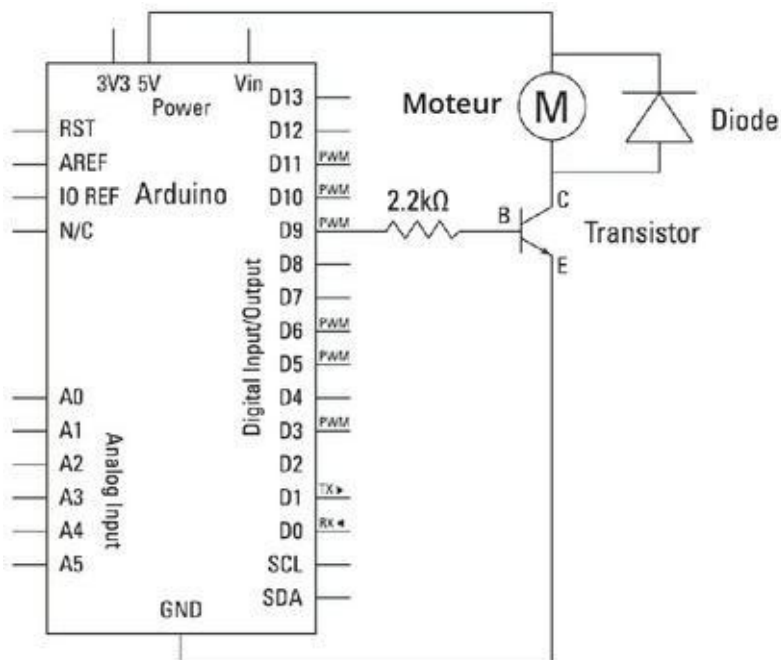 3V3 5V Vin
Power
Arduino
RST
AREF
IO REF
N/C
A0
A1
A2
A3
A4
A5
Analog Input
Digital Input/Output
D13
D12
D11 PWM
D10 PWM
D9 PWM
D8
D7
D6 PWM
D5 PWM
D4
D3 PWM
D2
D1 TX ▶
D0 RX ◀
SCL
SDA
GND
2.2kΩ
Moteur
M
Diode
B
C
E
Transistor